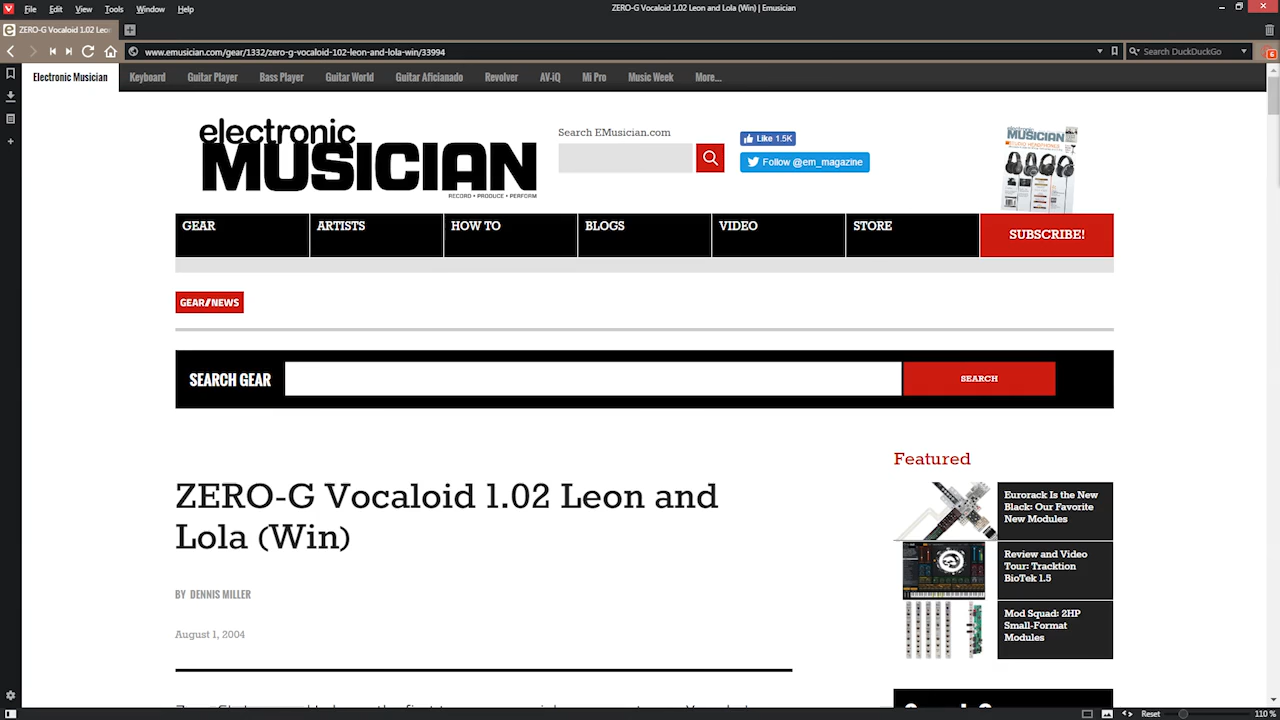 File Edit View Tools Window Help
ZERO-G Vocaloid 1.02 Leon and Lola (Win) | Emusician
ZERO-G Vocaloid 1.02 Leo
www.emusician.com/gear/1332/zero-g-vocaloid-102-leon-and-lola-win/33994
Search DuckDuckGo
6
Electronic Musician Keyboard Guitar Player Bass Player Guitar World Guitar Aficionado Revolver AV-iQ Mi Pro Music Week More...
electronic
MUSICIAN
RECORD • PRODUCE • PERFORM
Search EMusician.com
Like 1.5K
Follow @em_magazine
MUSICIAN
GEAR ARTISTS HOW TO BLOGS VIDEO STORE SUBSCRIBE!
GEAR//NEWS
SEARCH GEAR SEARCH
ZERO-G Vocaloid 1.02 Leon and
Lola (Win)
BY DENNIS MILLER
August 1, 2004
Featured
Eurorack Is the New
Black: Our Favorite
New Modules
Review and Video
Tour: Tracktion
BioTek 1.5
Mod Squad: 2HP
Small-Format
Modules
Reset 110 %